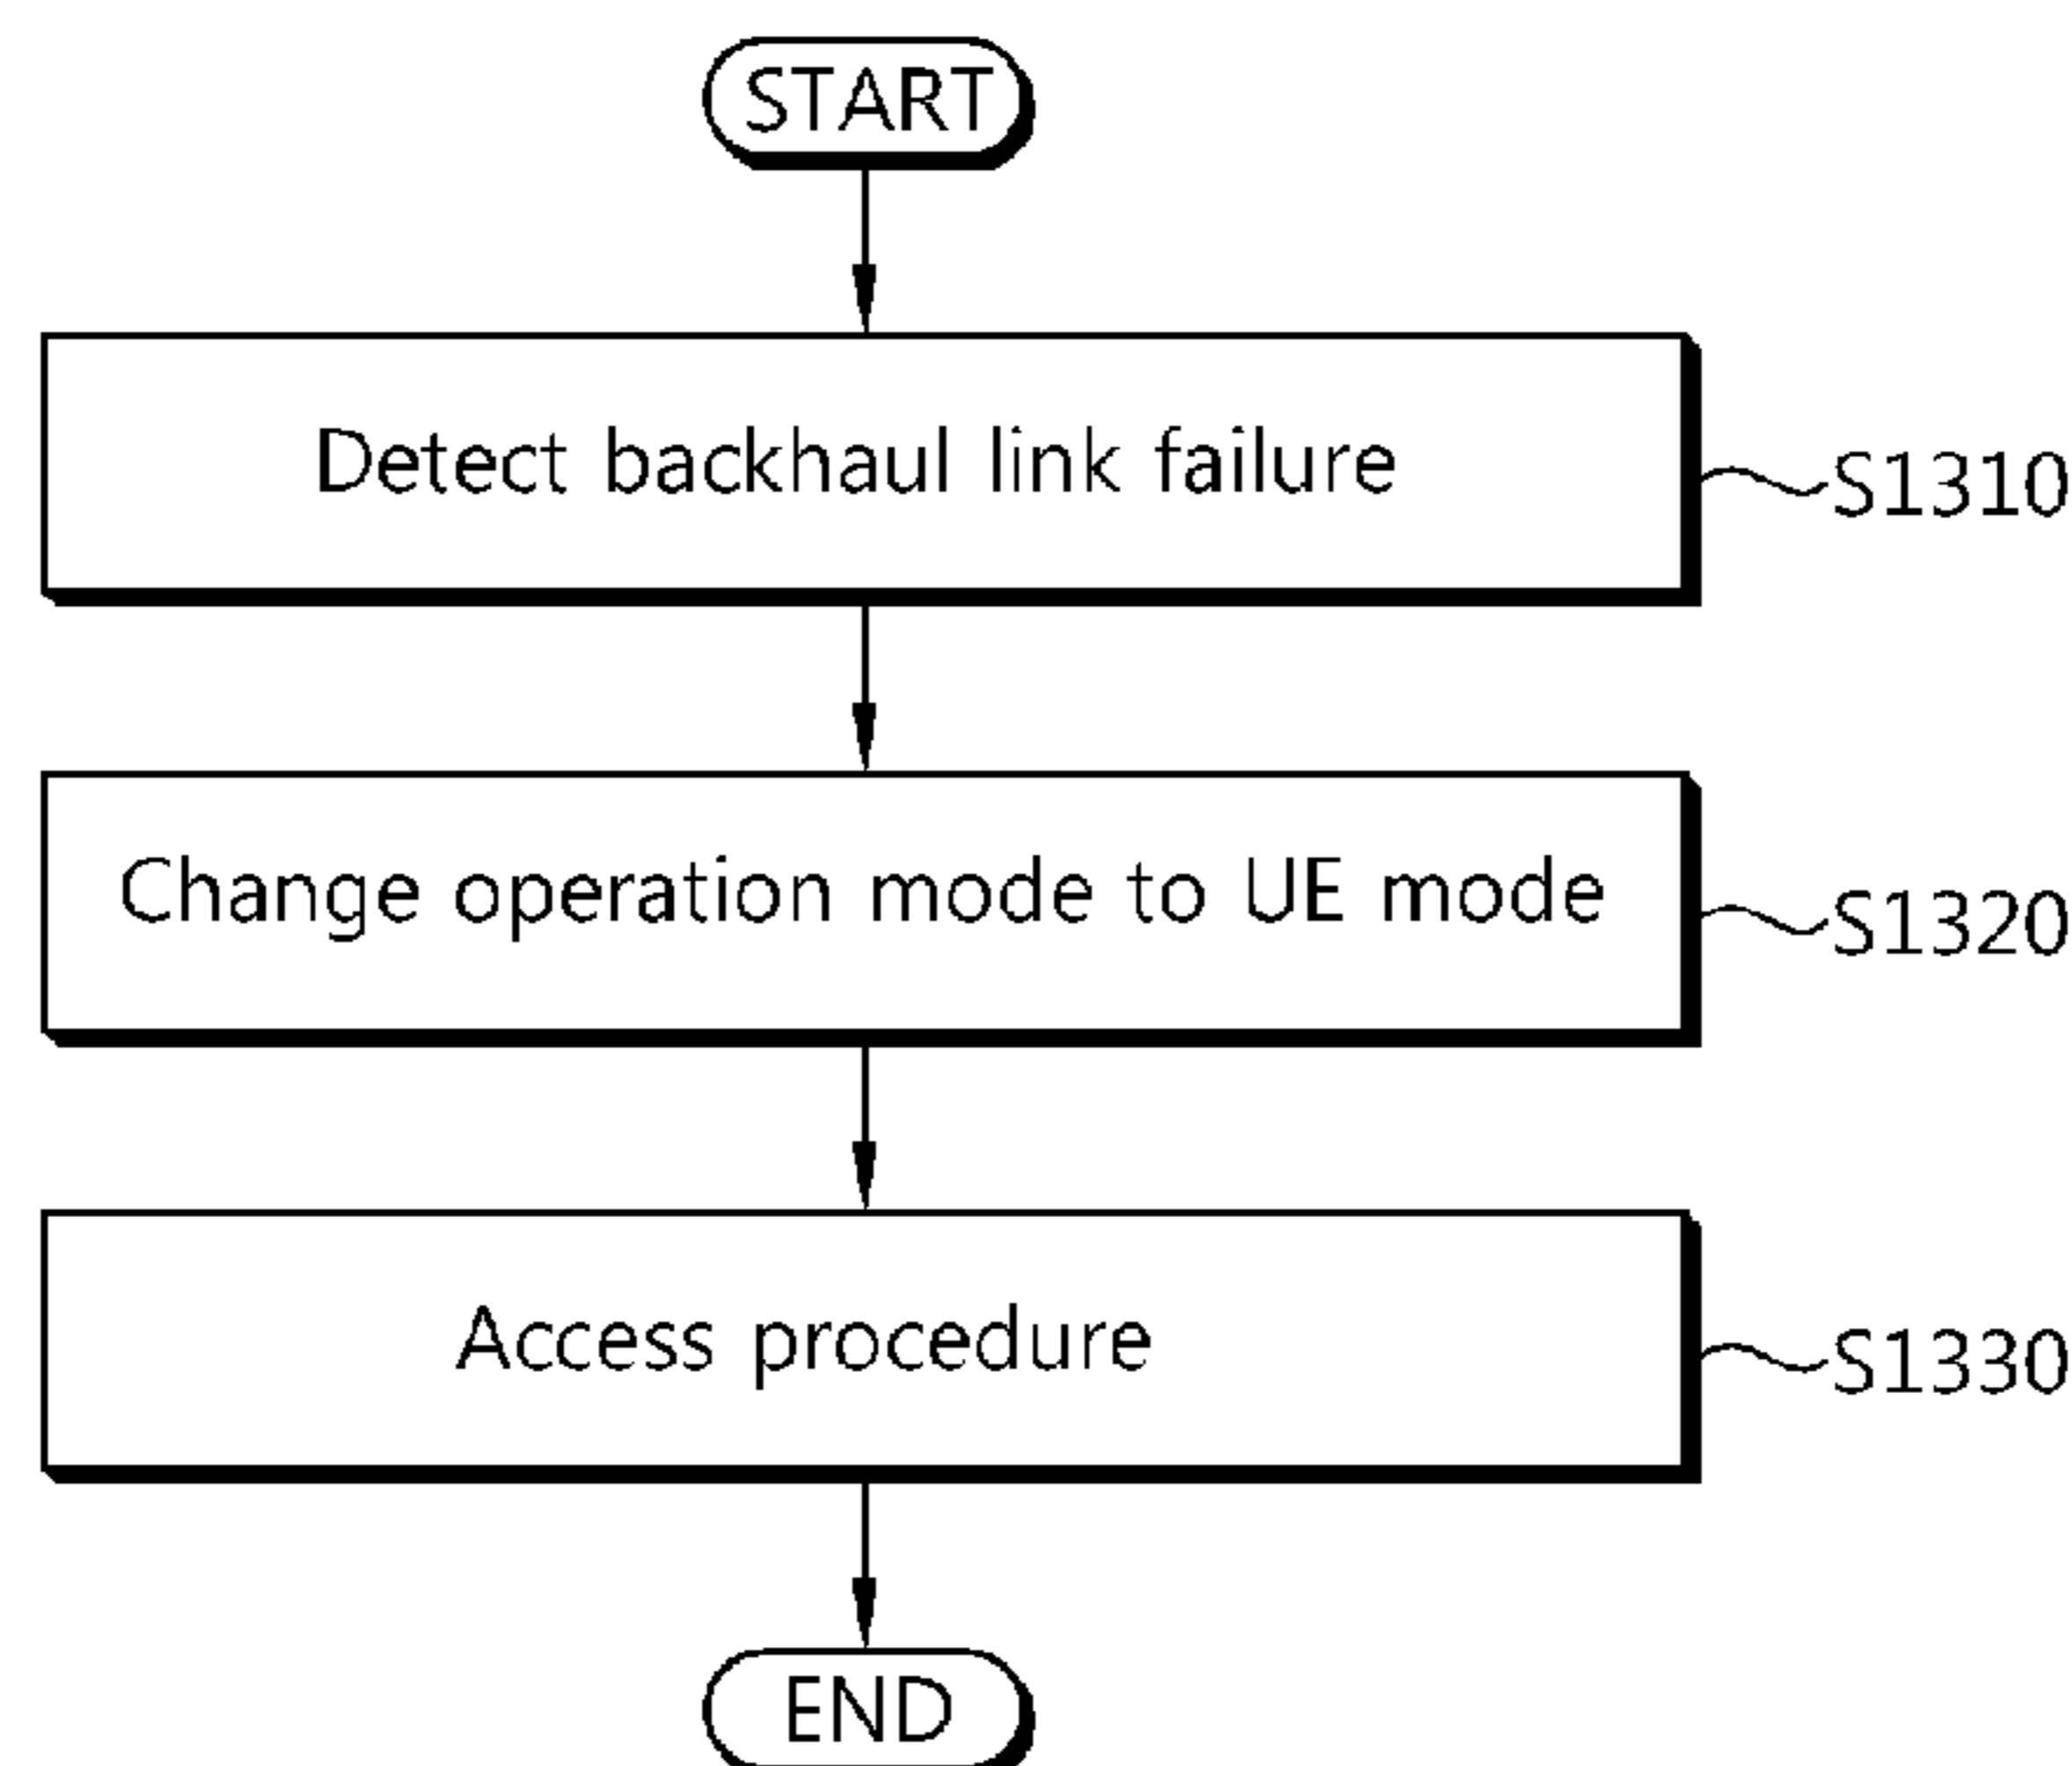 START
Detect backhaul link failure
S1310
Change operation mode to UE mode
S1320
Access procedure
S1330
END